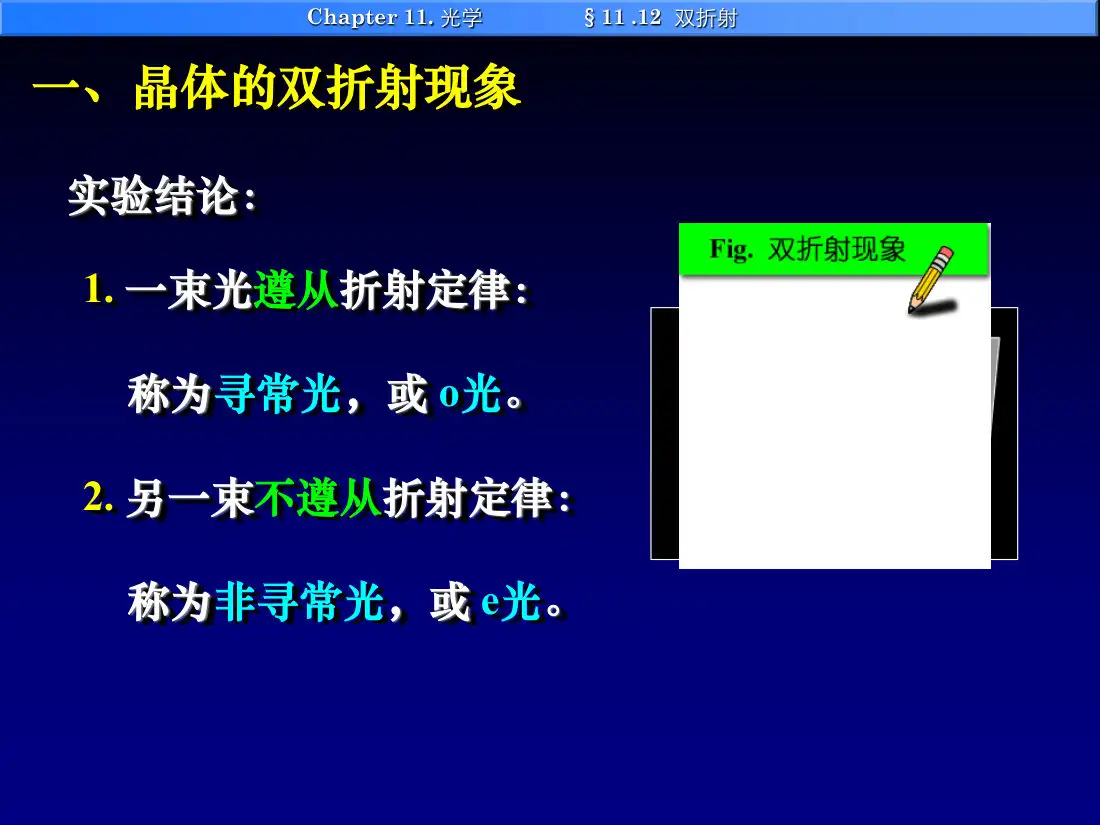 Chapter 11. 光学 § 11 .12 双折射
一、晶体的双折射现象
实验结论：
1. 一束光遵从折射定律：
称为寻常光，或 o光。
2. 另一束不遵从折射定律：
称为非寻常光，或 e光。
Fig. 双折射现象